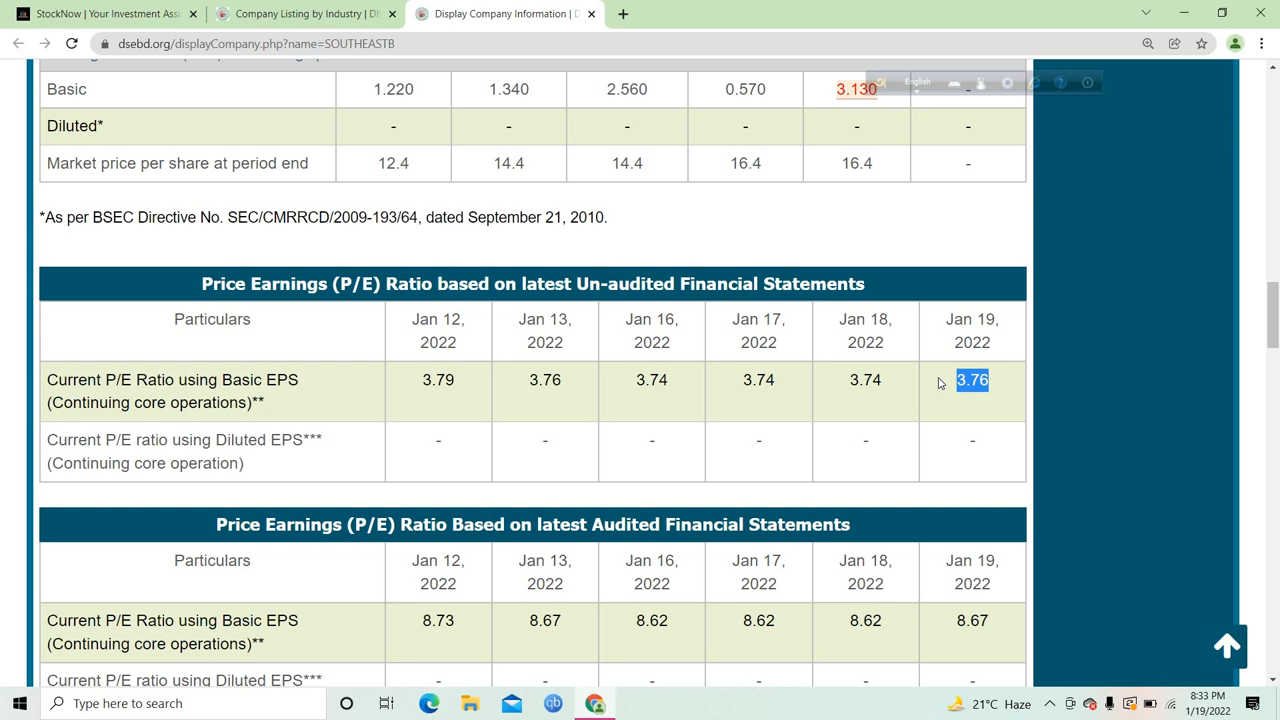 StockNow | Your Investment Assi
Company Listing by Industry | Dh
Display Company Information | D
dsebd.org/displayCompany.php?name=SOUTHEASTB
English
Basic 1.220 1.340 2.560 0.570 3.130 -
Diluted* - - - - - -
Market price per share at period end 12.4 14.4 14.4 16.4 16.4 -
*As per BSEC Directive No. SEC/CMRRCD/2009-193/64, dated September 21, 2010.
Price Earnings (P/E) Ratio based on latest Un-audited Financial Statements
Particulars Jan 12, Jan 13, Jan 16, Jan 17, Jan 18, Jan 19,
2022 2022 2022 2022 2022 2022
Current P/E Ratio using Basic EPS 3.79 3.76 3.74 3.74 3.74 3.76
(Continuing core operations)**
Current P/E ratio using Diluted EPS*** - - - - - -
(Continuing core operation)
Price Earnings (P/E) Ratio Based on latest Audited Financial Statements
Particulars Jan 12, Jan 13, Jan 16, Jan 17, Jan 18, Jan 19,
2022 2022 2022 2022 2022 2022
Current P/E Ratio using Basic EPS 8.73 8.67 8.62 8.62 8.62 8.67
(Continuing core operations)**
Current P/E ratio using Diluted EPS*** - - - - - -
Type here to search
21°C Haze
8:33 PM
1/19/2022